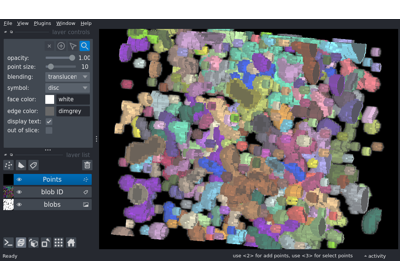 File View Plugins Window Help
layer controls
opacity: 1.00
point size: 10
blending: translucen
symbol: disc
face color: white
edge color: dimgrey
display text:
out of slice:
layer list
Points
blob ID
blobs
Ready
use <2> for add points, use <3> for select points
activity